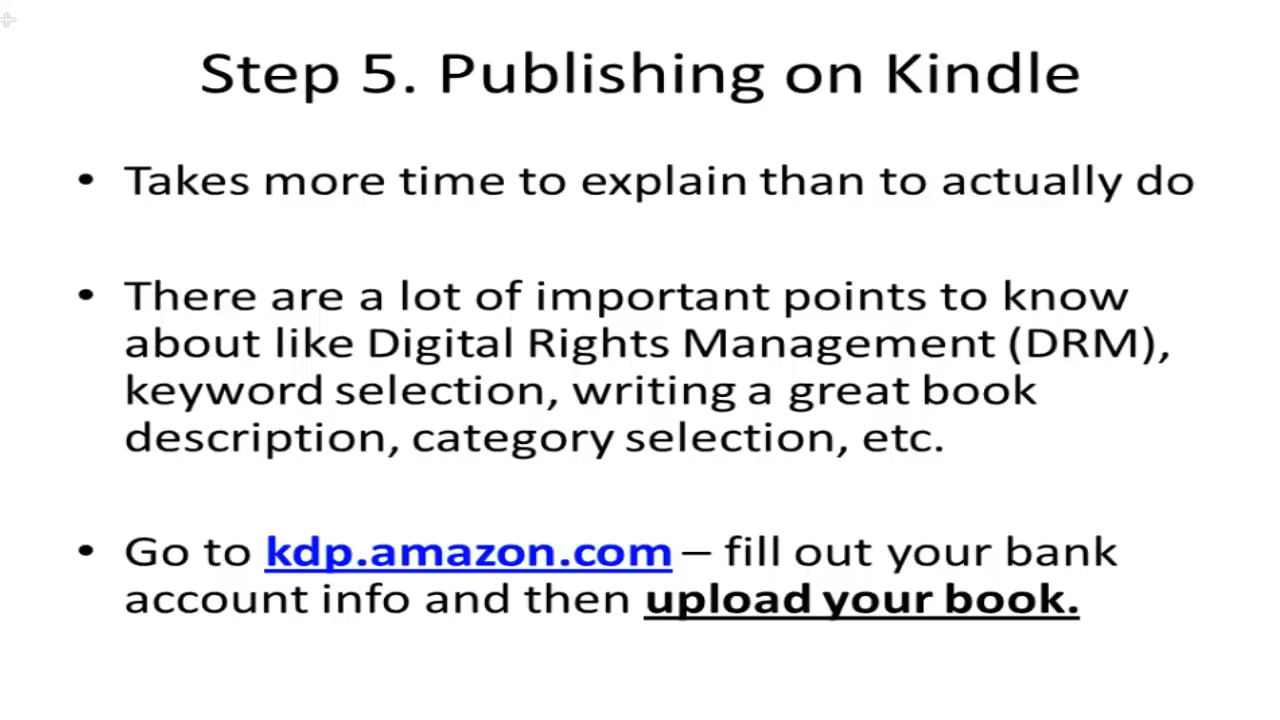 Step 5. Publishing on Kindle
• Takes more time to explain than to actually do
• There are a lot of important points to know
about like Digital Rights Management (DRM),
keyword selection, writing a great book
description, category selection, etc.
• Go to kdp.amazon.com – fill out your bank
account info and then upload your book.